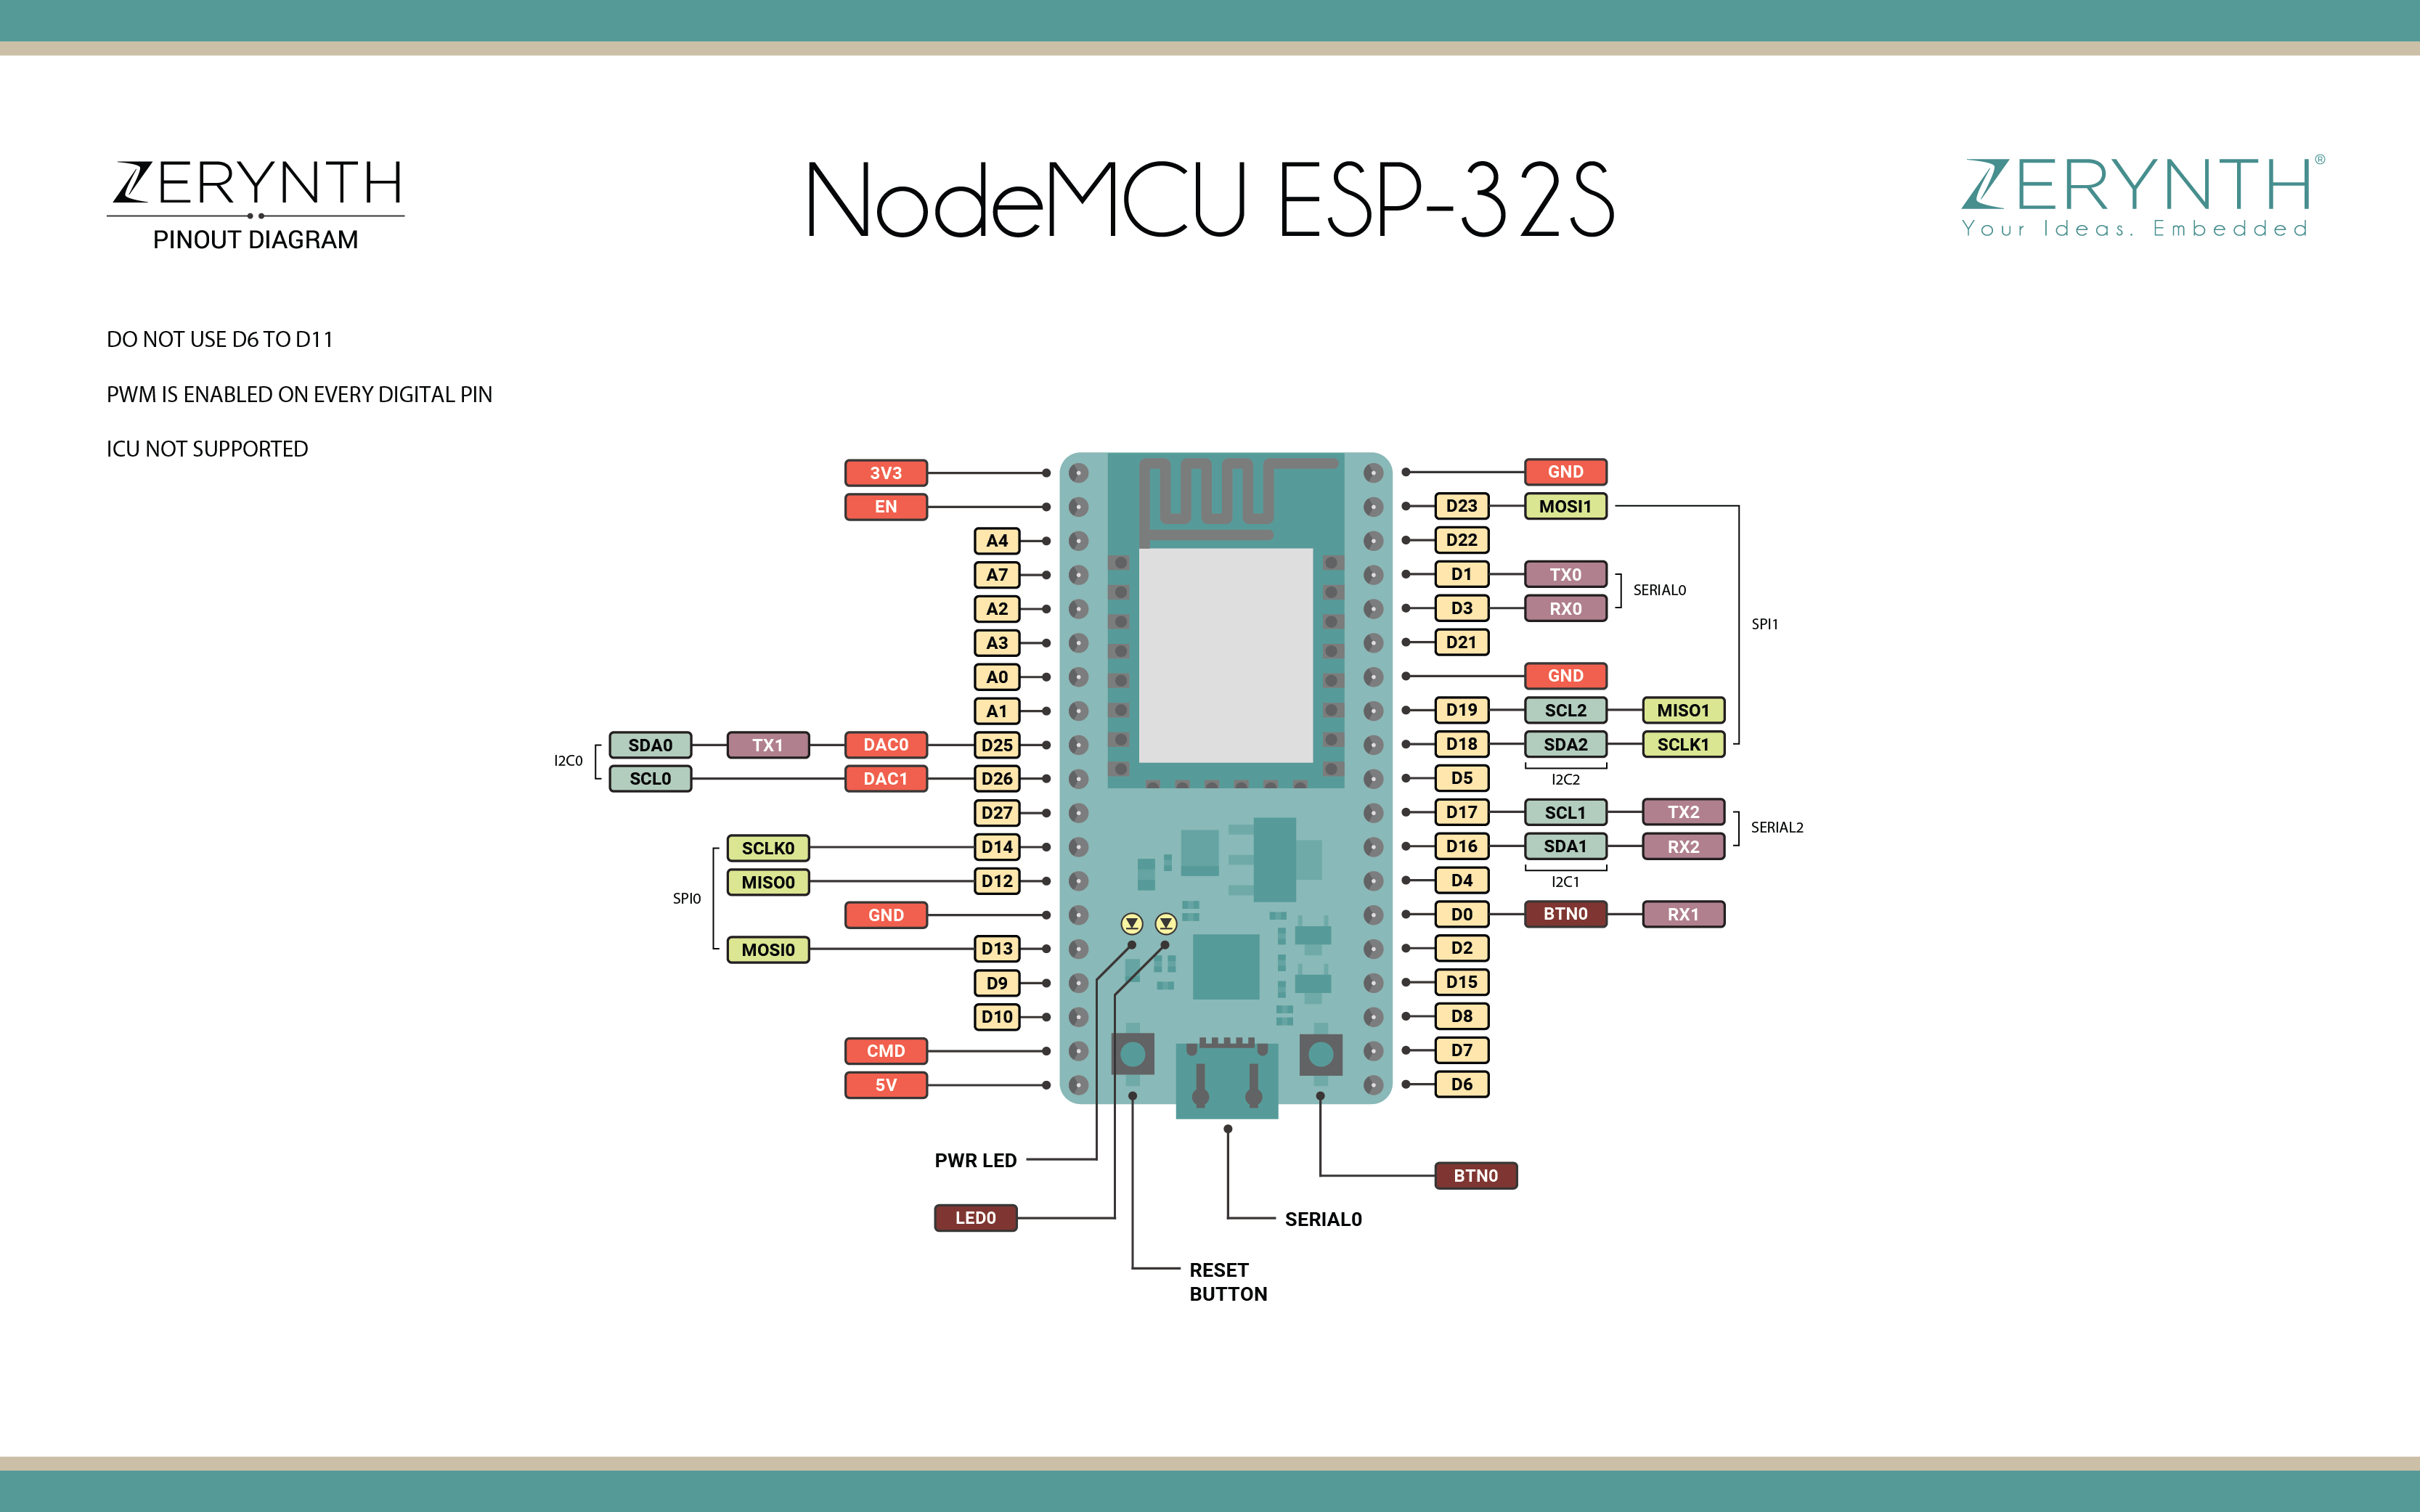 ZERYNTH
PINOUT DIAGRAM
NodeMCU ESP-32S
ZERYNTH®
Your Ideas. Embedded
DO NOT USE D6 TO D11
PWM IS ENABLED ON EVERY DIGITAL PIN
ICU NOT SUPPORTED
3V3
EN
A4
A7
A2
A3
A0
A1
I2C0
SDA0 TX1 DAC0 D25
SCL0 DAC1 D26
D27
SPI0
SCLK0 D14
MISO0 D12
GND
MOSI0 D13
D9
D10
CMD
5V
GND
D23 MOSI1
D22
D1 TX0
D3 RX0
SERIAL0
D21
SPI1
GND
D19 SCL2 MISO1
D18 SDA2 SCLK1
I2C2
D5
D17 SCL1 TX2
D16 SDA1 RX2
SERIAL2
I2C1
D4
D0 BTN0 RX1
D2
D15
D8
D7
D6
PWR LED
LED0
RESET
BUTTON
SERIAL0
BTN0